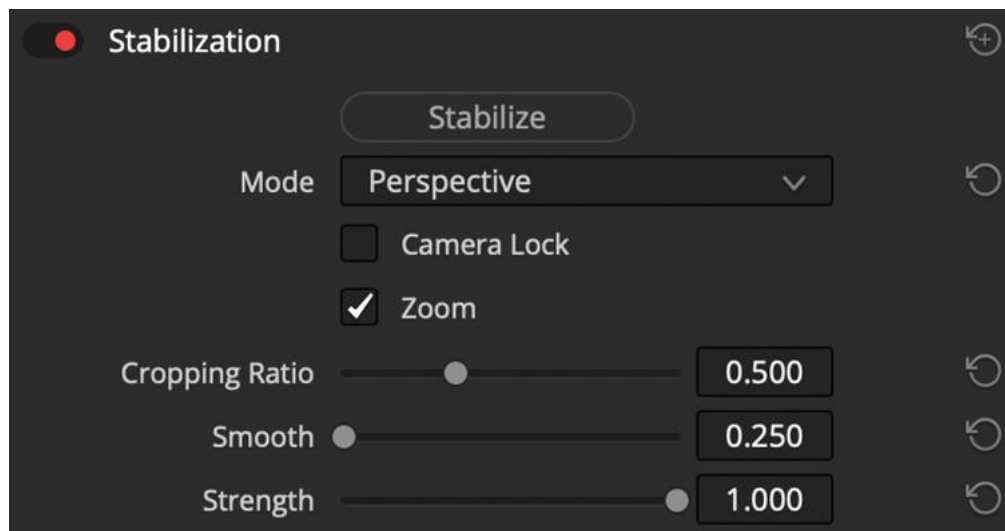 Stabilization
Stabilize
Mode Perspective
Camera Lock
Zoom
Cropping Ratio 0.500
Smooth 0.250
Strength 1.000